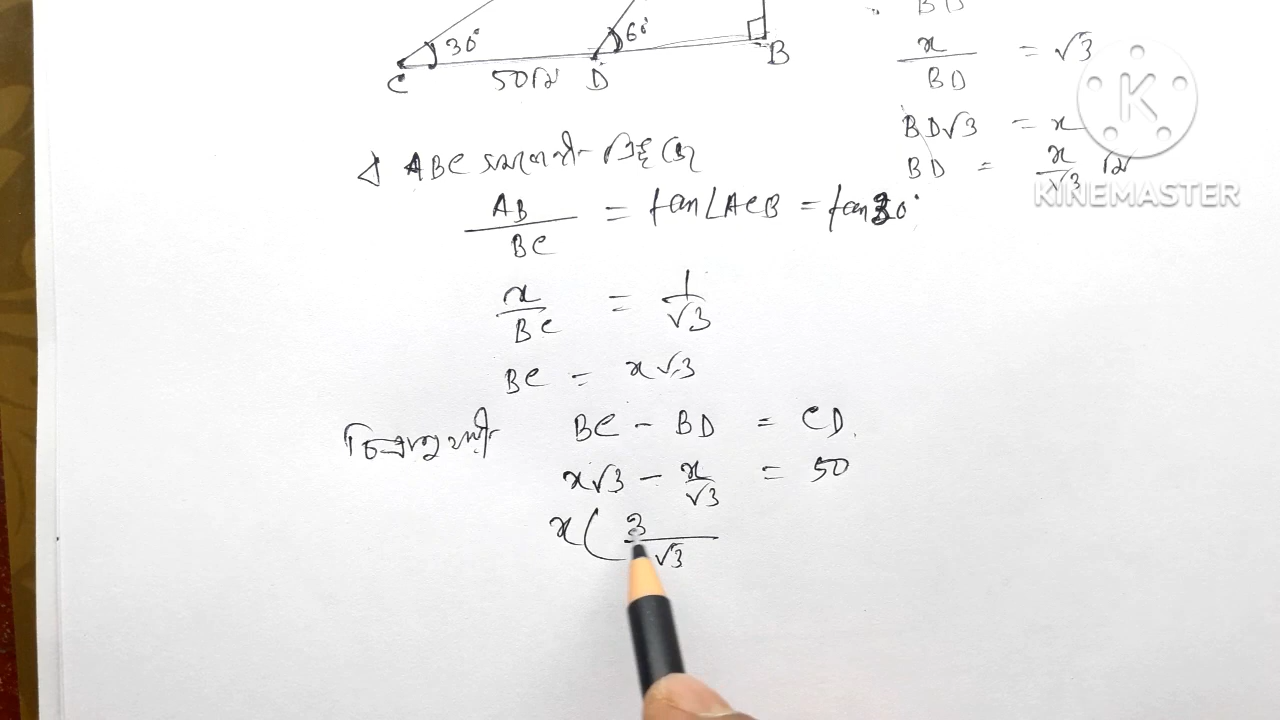 BD
30° 60°
x/BD = √3
C 50মি D B
BD√3 = x
BD = x/√3 মি
KINEMASTER
∆ ABC সমকোণী ত্রিভুজে
AB/BC = tan∠ACB = tan30°
x/BC = 1/√3
BC = x√3
চিত্রানুযায়ী BC - BD = CD.
x√3 - x/√3 = 50
x( 3/√3